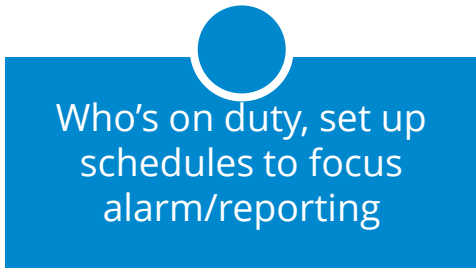 Who’s on duty, set up
schedules to focus
alarm/reporting